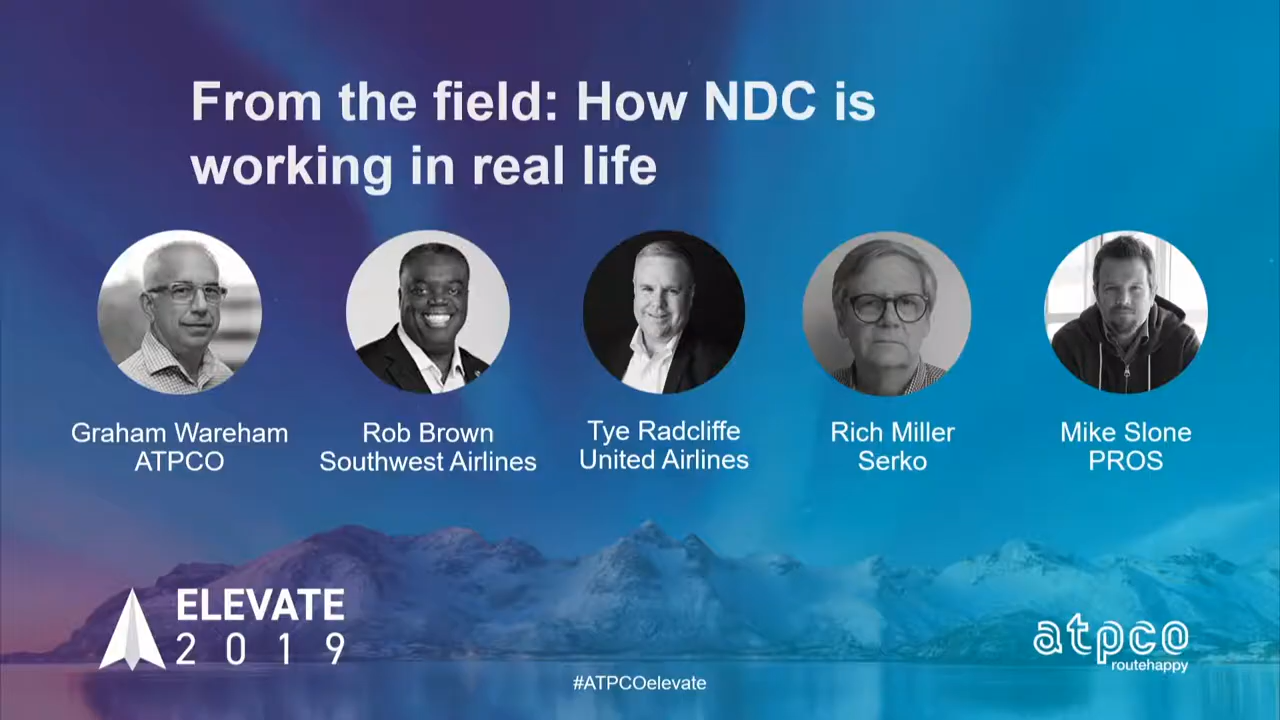 From the field: How NDC is
working in real life
Graham Wareham
ATPCO
Rob Brown
Southwest Airlines
Tye Radcliffe
United Airlines
Rich Miller
Serko
Mike Slone
PROS
ELEVATE
2019
atpco
routehappy
#ATPCOelevate